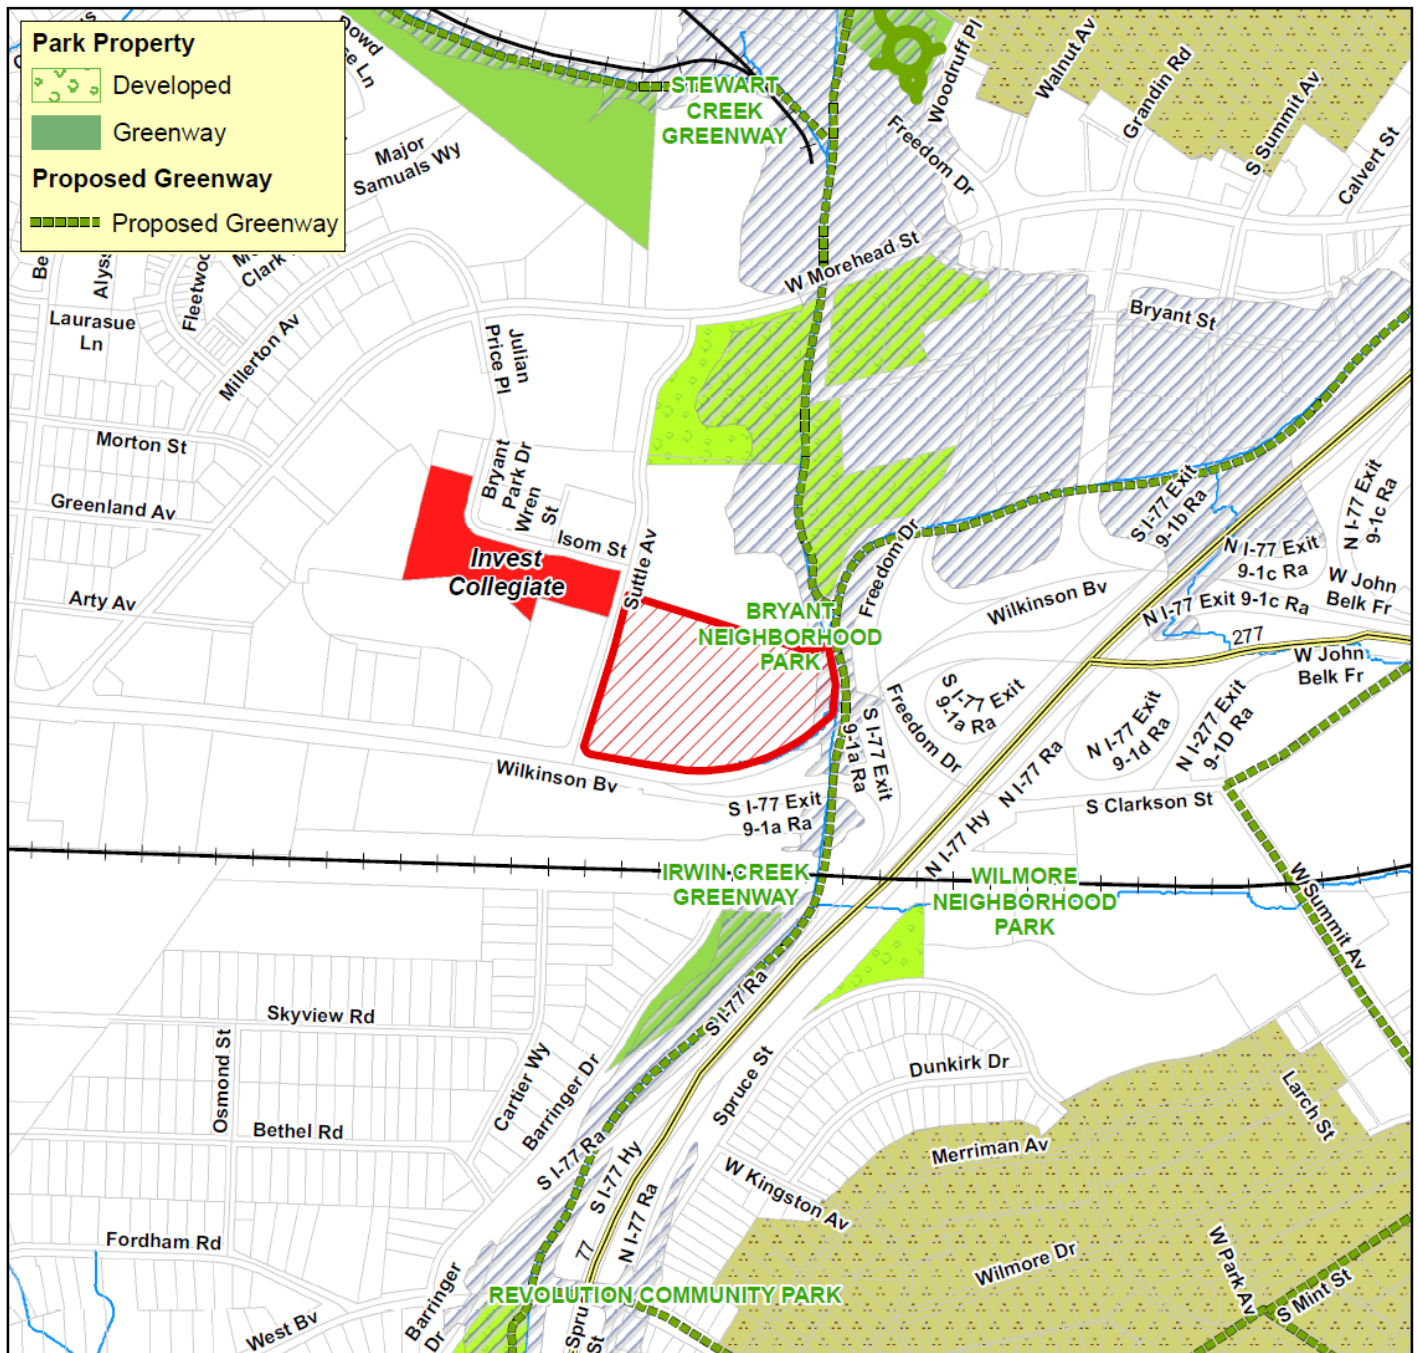 Park Property
Developed
Greenway
Proposed Greenway
Proposed Greenway
Dowd
Major
Samuals Wy
STEWART
CREEK
GREENWAY
Woodruff Pl
Walnut Av
Grandin Rd
S Summit Av
Calvert St
Freedom Dr
W Morehead St
Bryant St
Be
Clark
Laurasue
Ln
Millerton Av
Julian
Price Pl
Morton St
Greenland Av
Arty Av
Bryant
Park Dr
Wren
St
Isom St
Suttle Av
Invest
Collegiate
BRYANT
NEIGHBORHOOD
PARK
Freedom Dr
Wilkinson Bv
S I-77 Exit
9-1b Ra
N I-77 Exit
9-1c Ra
N I-77 Exit
9-1c Ra
W John
Belk Fr
N I-77 Exit 9-1c Ra
277
W John
Belk Fr
S I-77 Exit
9-1a Ra
N I-77 Exit
9-1d Ra
N I-277 Exit
9-1D Ra
Freedom Dr
S I-77 Exit
9-1a Ra
N I-77 Ra
Wilkinson Bv
S I-77 Exit
9-1a Ra
S Clarkson St
N I-77 Hy
IRWIN CREEK
GREENWAY
WILMORE
NEIGHBORHOOD
PARK
W Summit Av
Skyview Rd
Osmond St
Bethel Rd
Cartier Wy
Barringer Dr
S I-77 Ra
Spruce St
Dunkirk Dr
Larch St
Merriman Av
W Kingston Av
S I-77 Ra
S I-77 Hy
N I-77 Ra
77
Fordham Rd
West Bv
Barringer
Dr
REVOLUTION COMMUNITY PARK
Spru
St
Wilmore Dr
W Park Av
S Mint St